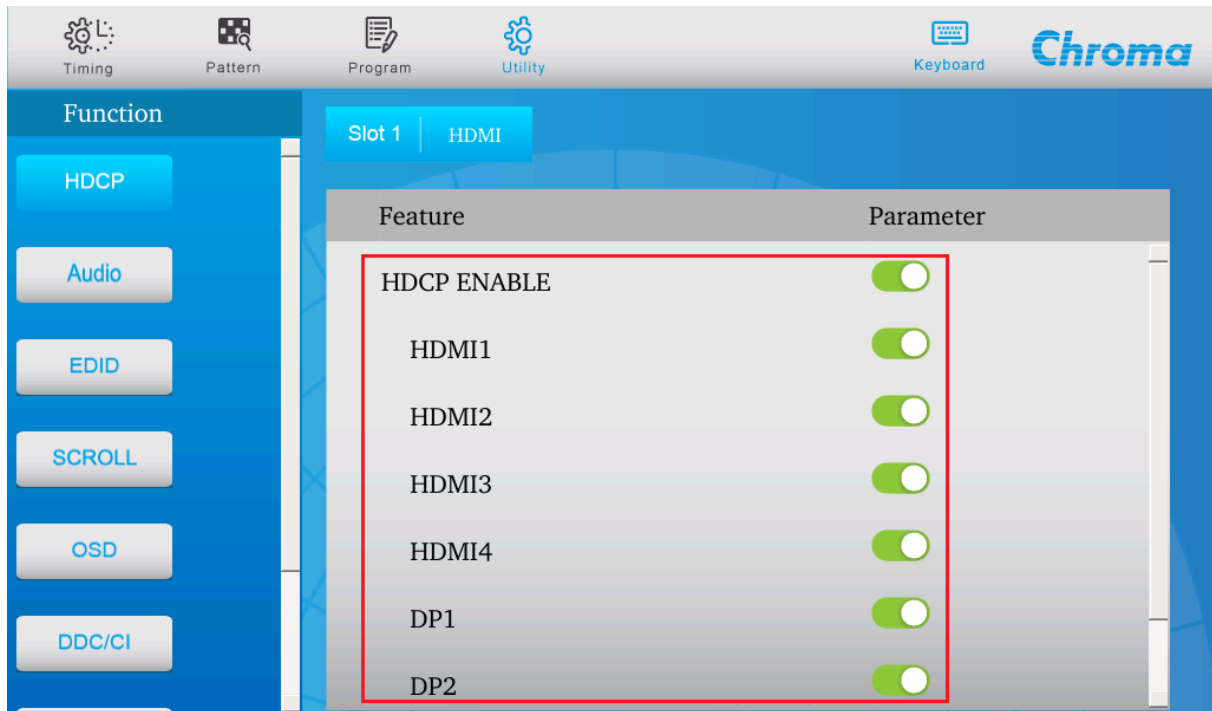 Timing Pattern Program Utility Keyboard Chroma
Function
Slot 1 HDMI
HDCP
Feature Parameter
Audio
HDCP ENABLE
HDMI1
EDID
HDMI2
SCROLL
HDMI3
OSD
HDMI4
DP1
DDC/CI
DP2